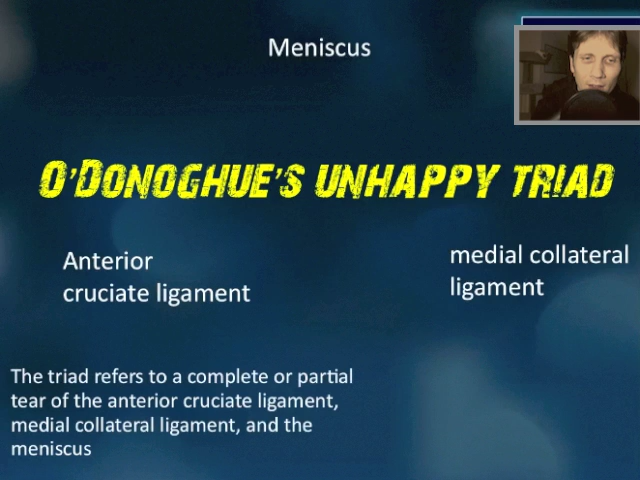 Meniscus
O'DONOGHUE'S UNHAPPY TRIAD
Anterior
cruciate ligament
medial collateral
ligament
The triad refers to a complete or partial
tear of the anterior cruciate ligament,
medial collateral ligament, and the
meniscus